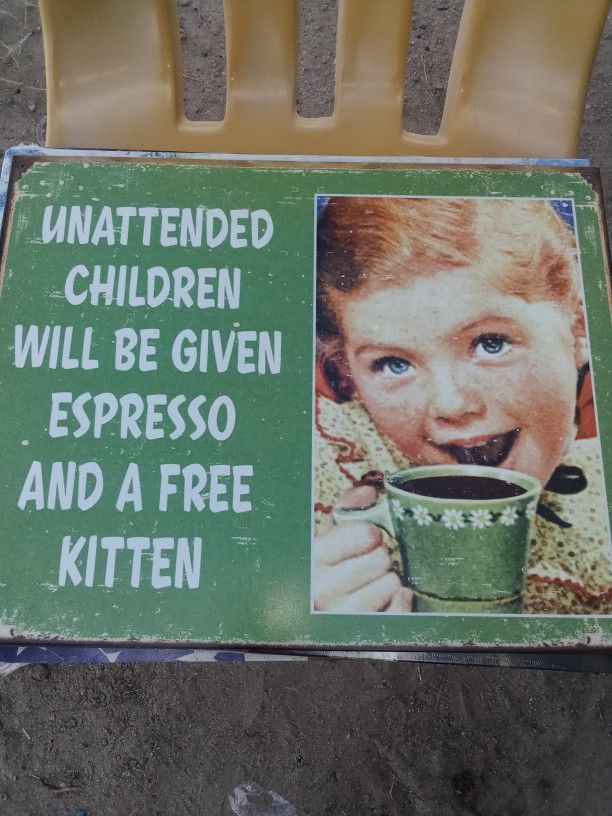 UNATTENDED
CHILDREN
WILL BE GIVEN
ESPRESSO
AND A FREE
KITTEN